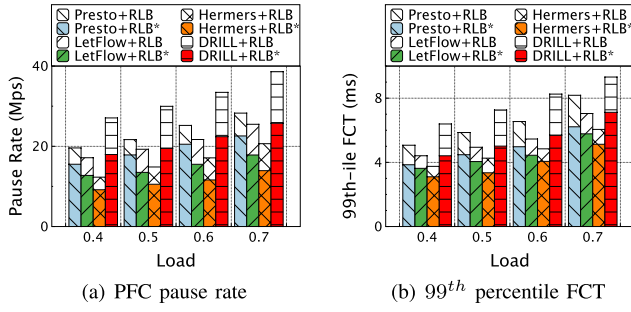 Presto+RLB
Hermers+RLB
Presto+RLB*
Hermers+RLB*
LetFlow+RLB
DRILL+RLB
LetFlow+RLB*
DRILL+RLB*
Pause Rate (Mps)
40
20
0
0.4 0.5 0.6 0.7
Load
(a) PFC pause rate
Presto+RLB
Hermers+RLB
Presto+RLB*
Hermers+RLB*
LetFlow+RLB
DRILL+RLB
LetFlow+RLB*
DRILL+RLB*
99th-ile FCT (ms)
8
4
0
0.4 0.5 0.6 0.7
Load
(b) 99th percentile FCT